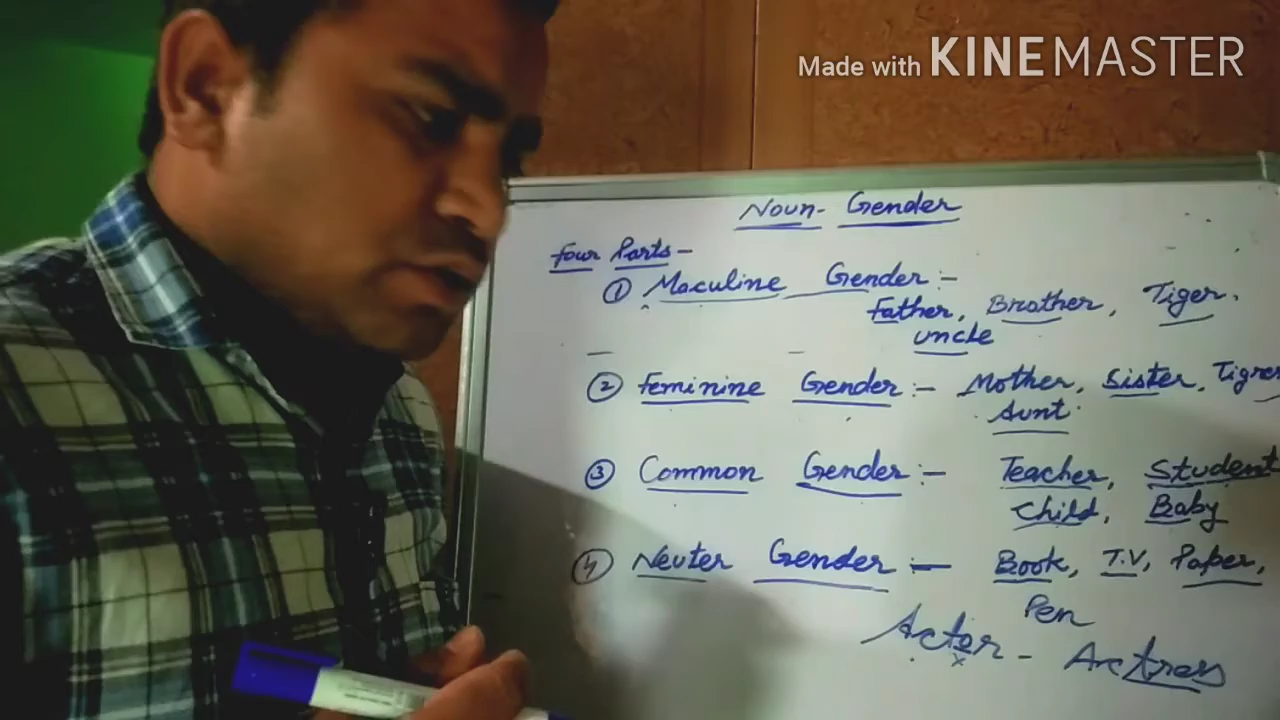 Made with KINEMASTER
Noun- Gender
Four Parts-
① Maculine Gender:-
Father, Brother, Tiger.
uncle
② Feminine Gender:- Mother, Sister, Tigres
Aunt.
③ Common Gender:- Teacher, Student
Child, Baby
④ Neuter Gender:- Book, T.V, Paper,
Pen
Actor - Actress